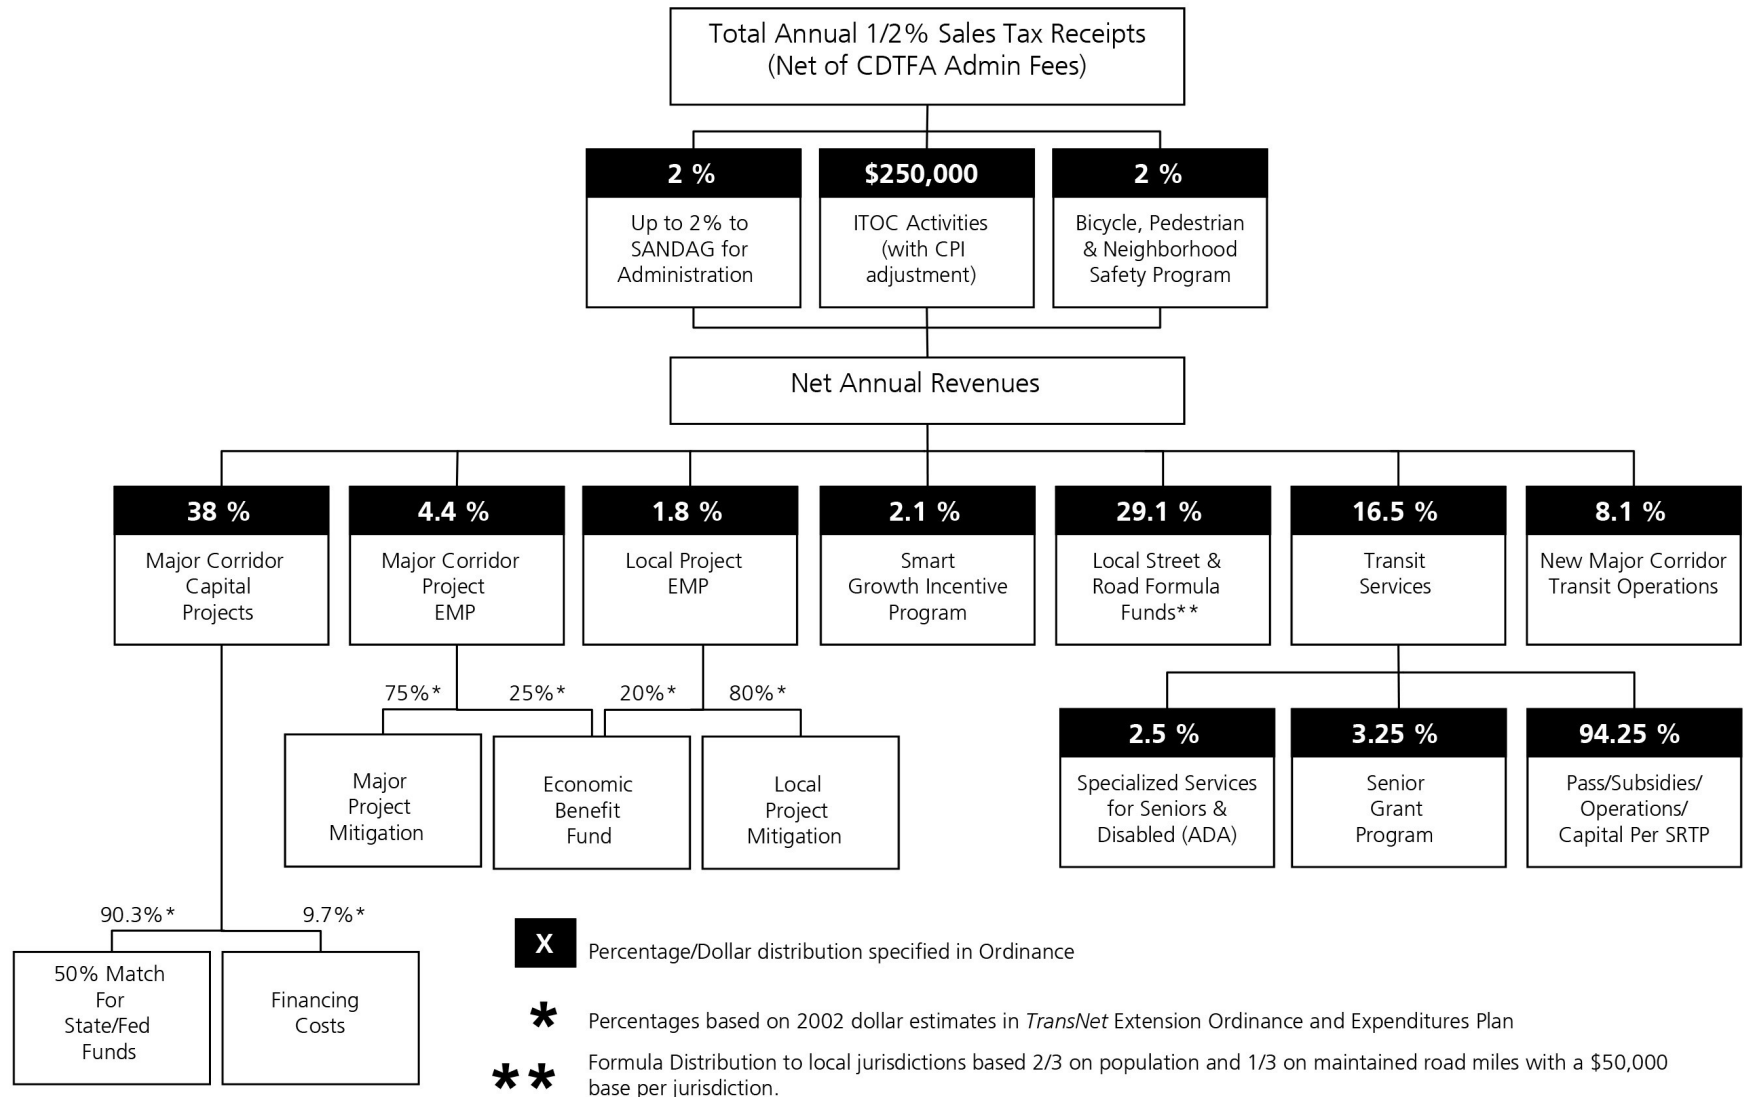 Total Annual 1/2% Sales Tax Receipts
(Net of CDTFA Admin Fees)
2 %
Up to 2% to
SANDAG for
Administration
$250,000
ITOC Activities
(with CPI
adjustment)
2 %
Bicycle, Pedestrian
& Neighborhood
Safety Program
Net Annual Revenues
38 %
Major Corridor
Capital
Projects
4.4 %
Major Corridor
Project
EMP
1.8 %
Local Project
EMP
2.1 %
Smart
Growth Incentive
Program
29.1 %
Local Street &
Road Formula
Funds**
16.5 %
Transit
Services
8.1 %
New Major Corridor
Transit Operations
75%*
25%*
20%*
80%*
Major
Project
Mitigation
Economic
Benefit
Fund
Local
Project
Mitigation
2.5 %
Specialized Services
for Seniors &
Disabled (ADA)
3.25 %
Senior
Grant
Program
94.25 %
Pass/Subsidies/
Operations/
Capital Per SRTP
90.3%*
9.7%*
50% Match
For
State/Fed
Funds
Financing
Costs
X Percentage/Dollar distribution specified in Ordinance
* Percentages based on 2002 dollar estimates in TransNet Extension Ordinance and Expenditures Plan
** Formula Distribution to local jurisdictions based 2/3 on population and 1/3 on maintained road miles with a $50,000
base per jurisdiction.